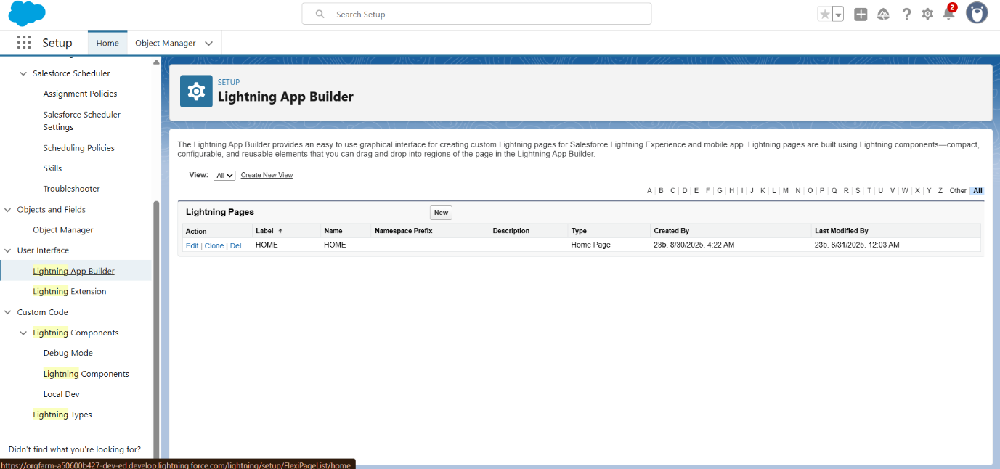 Search Setup
2
Setup
Home
Object Manager
Salesforce Scheduler
Assignment Policies
Salesforce Scheduler
Settings
Scheduling Policies
Skills
Troubleshooter
Objects and Fields
Object Manager
User Interface
Lightning App Builder
Lightning Extension
Custom Code
Lightning Components
Debug Mode
Lightning Components
Local Dev
Lightning Types
Didn't find what you're looking for?
https://orgfarm-a50600b427-dev-ed.develop.lightning.force.com/lightning/setup/FlexiPageList/home
SETUP
Lightning App Builder
The Lightning App Builder provides an easy to use graphical interface for creating custom Lightning pages for Salesforce Lightning Experience and mobile app. Lightning pages are built using Lightning components—compact,
configurable, and reusable elements that you can drag and drop into regions of the page in the Lightning App Builder.
View: All Create New View
A | B | C | D | E | F | G | H | I | J | K | L | M | N | O | P | Q | R | S | T | U | V | W | X | Y | Z | Other All
Lightning Pages New
Action Label Name Namespace Prefix Description Type Created By Last Modified By
Edit | Clone | Del HOME HOME Home Page 23b, 8/30/2025, 4:22 AM 23b, 8/31/2025, 12:03 AM